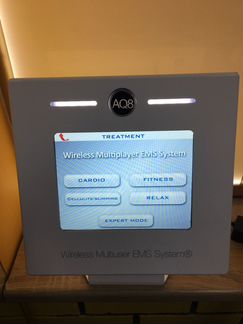 AQ8
TREATMENT
Wireless Multiplayer EMS System
CARDIO
FITNESS
CELLULITE/SLIMMING
RELAX
EXPERT MODE
Wireless Multiuser EMS System®